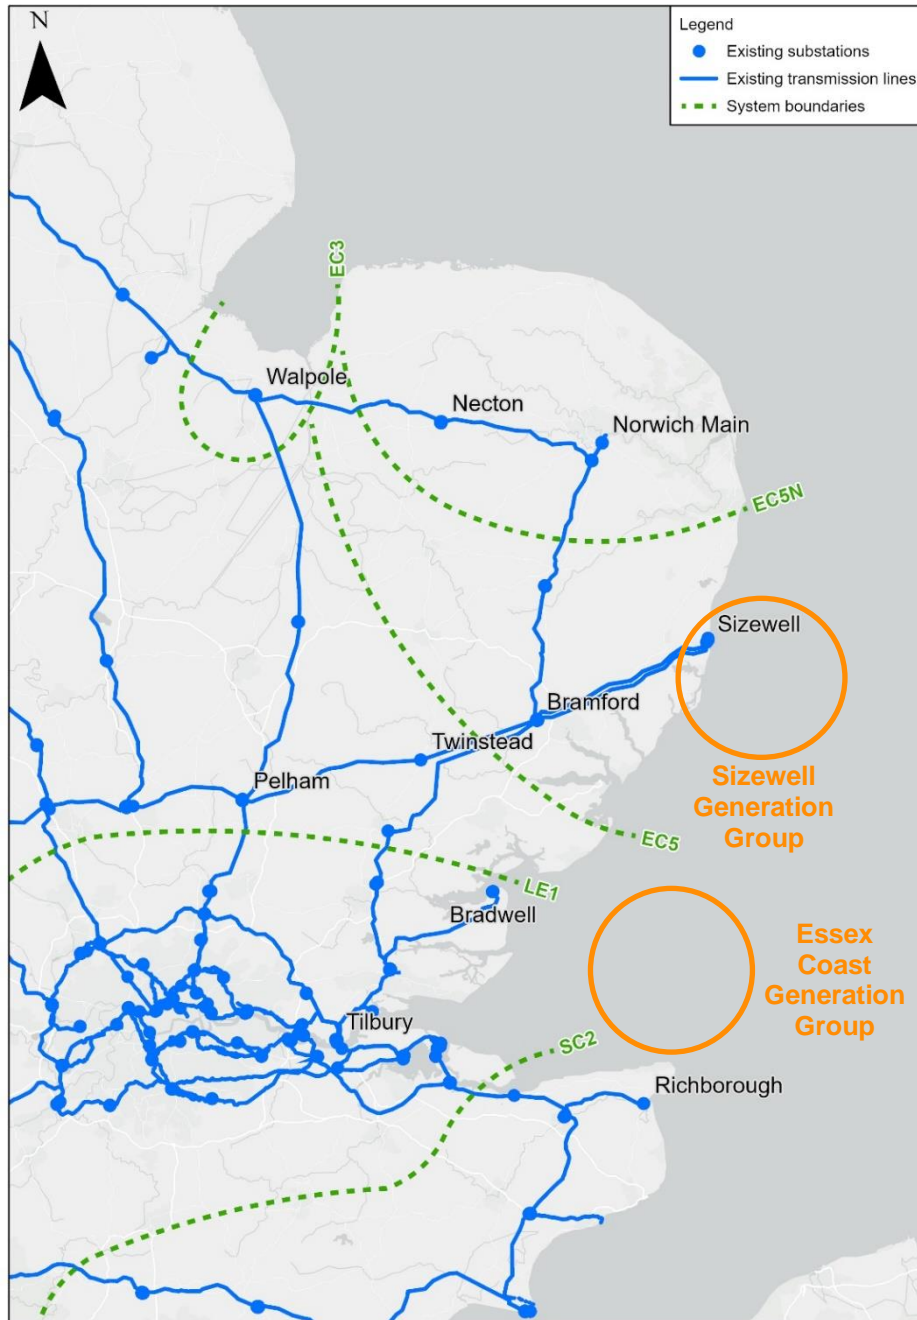 N
Legend
Existing substations
Existing transmission lines
System boundaries
EC3
Walpole
Necton
Norwich Main
EC5N
Sizewell
Bramford
Twinstead
Pelham
Sizewell
Generation
Group
EC5
LE1
Bradwell
Essex
Coast
Generation
Group
Tilbury
SC2
Richborough